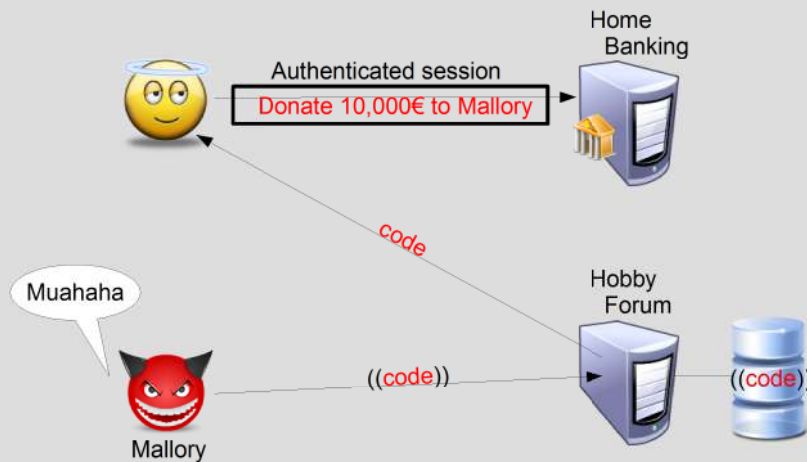 Home
Banking
Authenticated session
Donate 10,000€ to Mallory
code
Hobby
Forum
Muahaha
((code))
((code))
Mallory